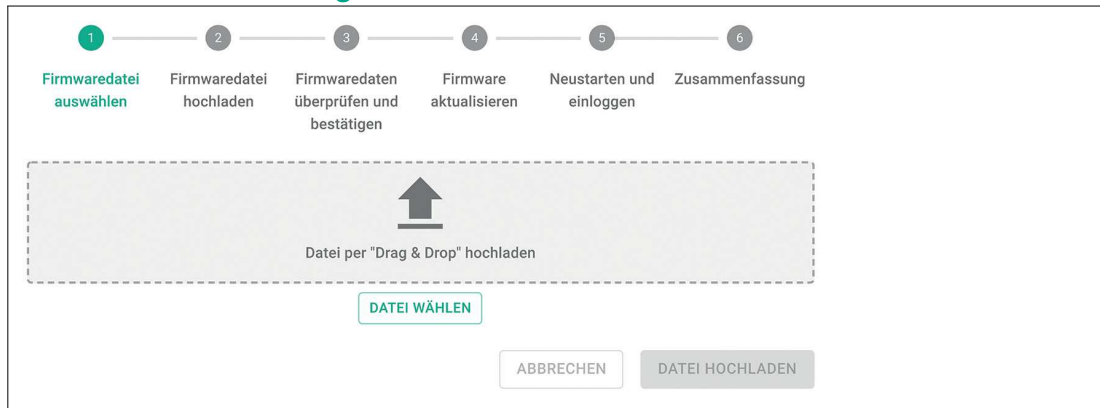 1 2 3 4 5 6
Firmwaredatei Firmwaredatei Firmwaredaten Firmware Neustarten und Zusammenfassung
auswählen hochladen überprüfen und aktualisieren einloggen
bestätigen
Datei per "Drag & Drop" hochladen
DATEI WÄHLEN
ABBRECHEN DATEI HOCHLADEN